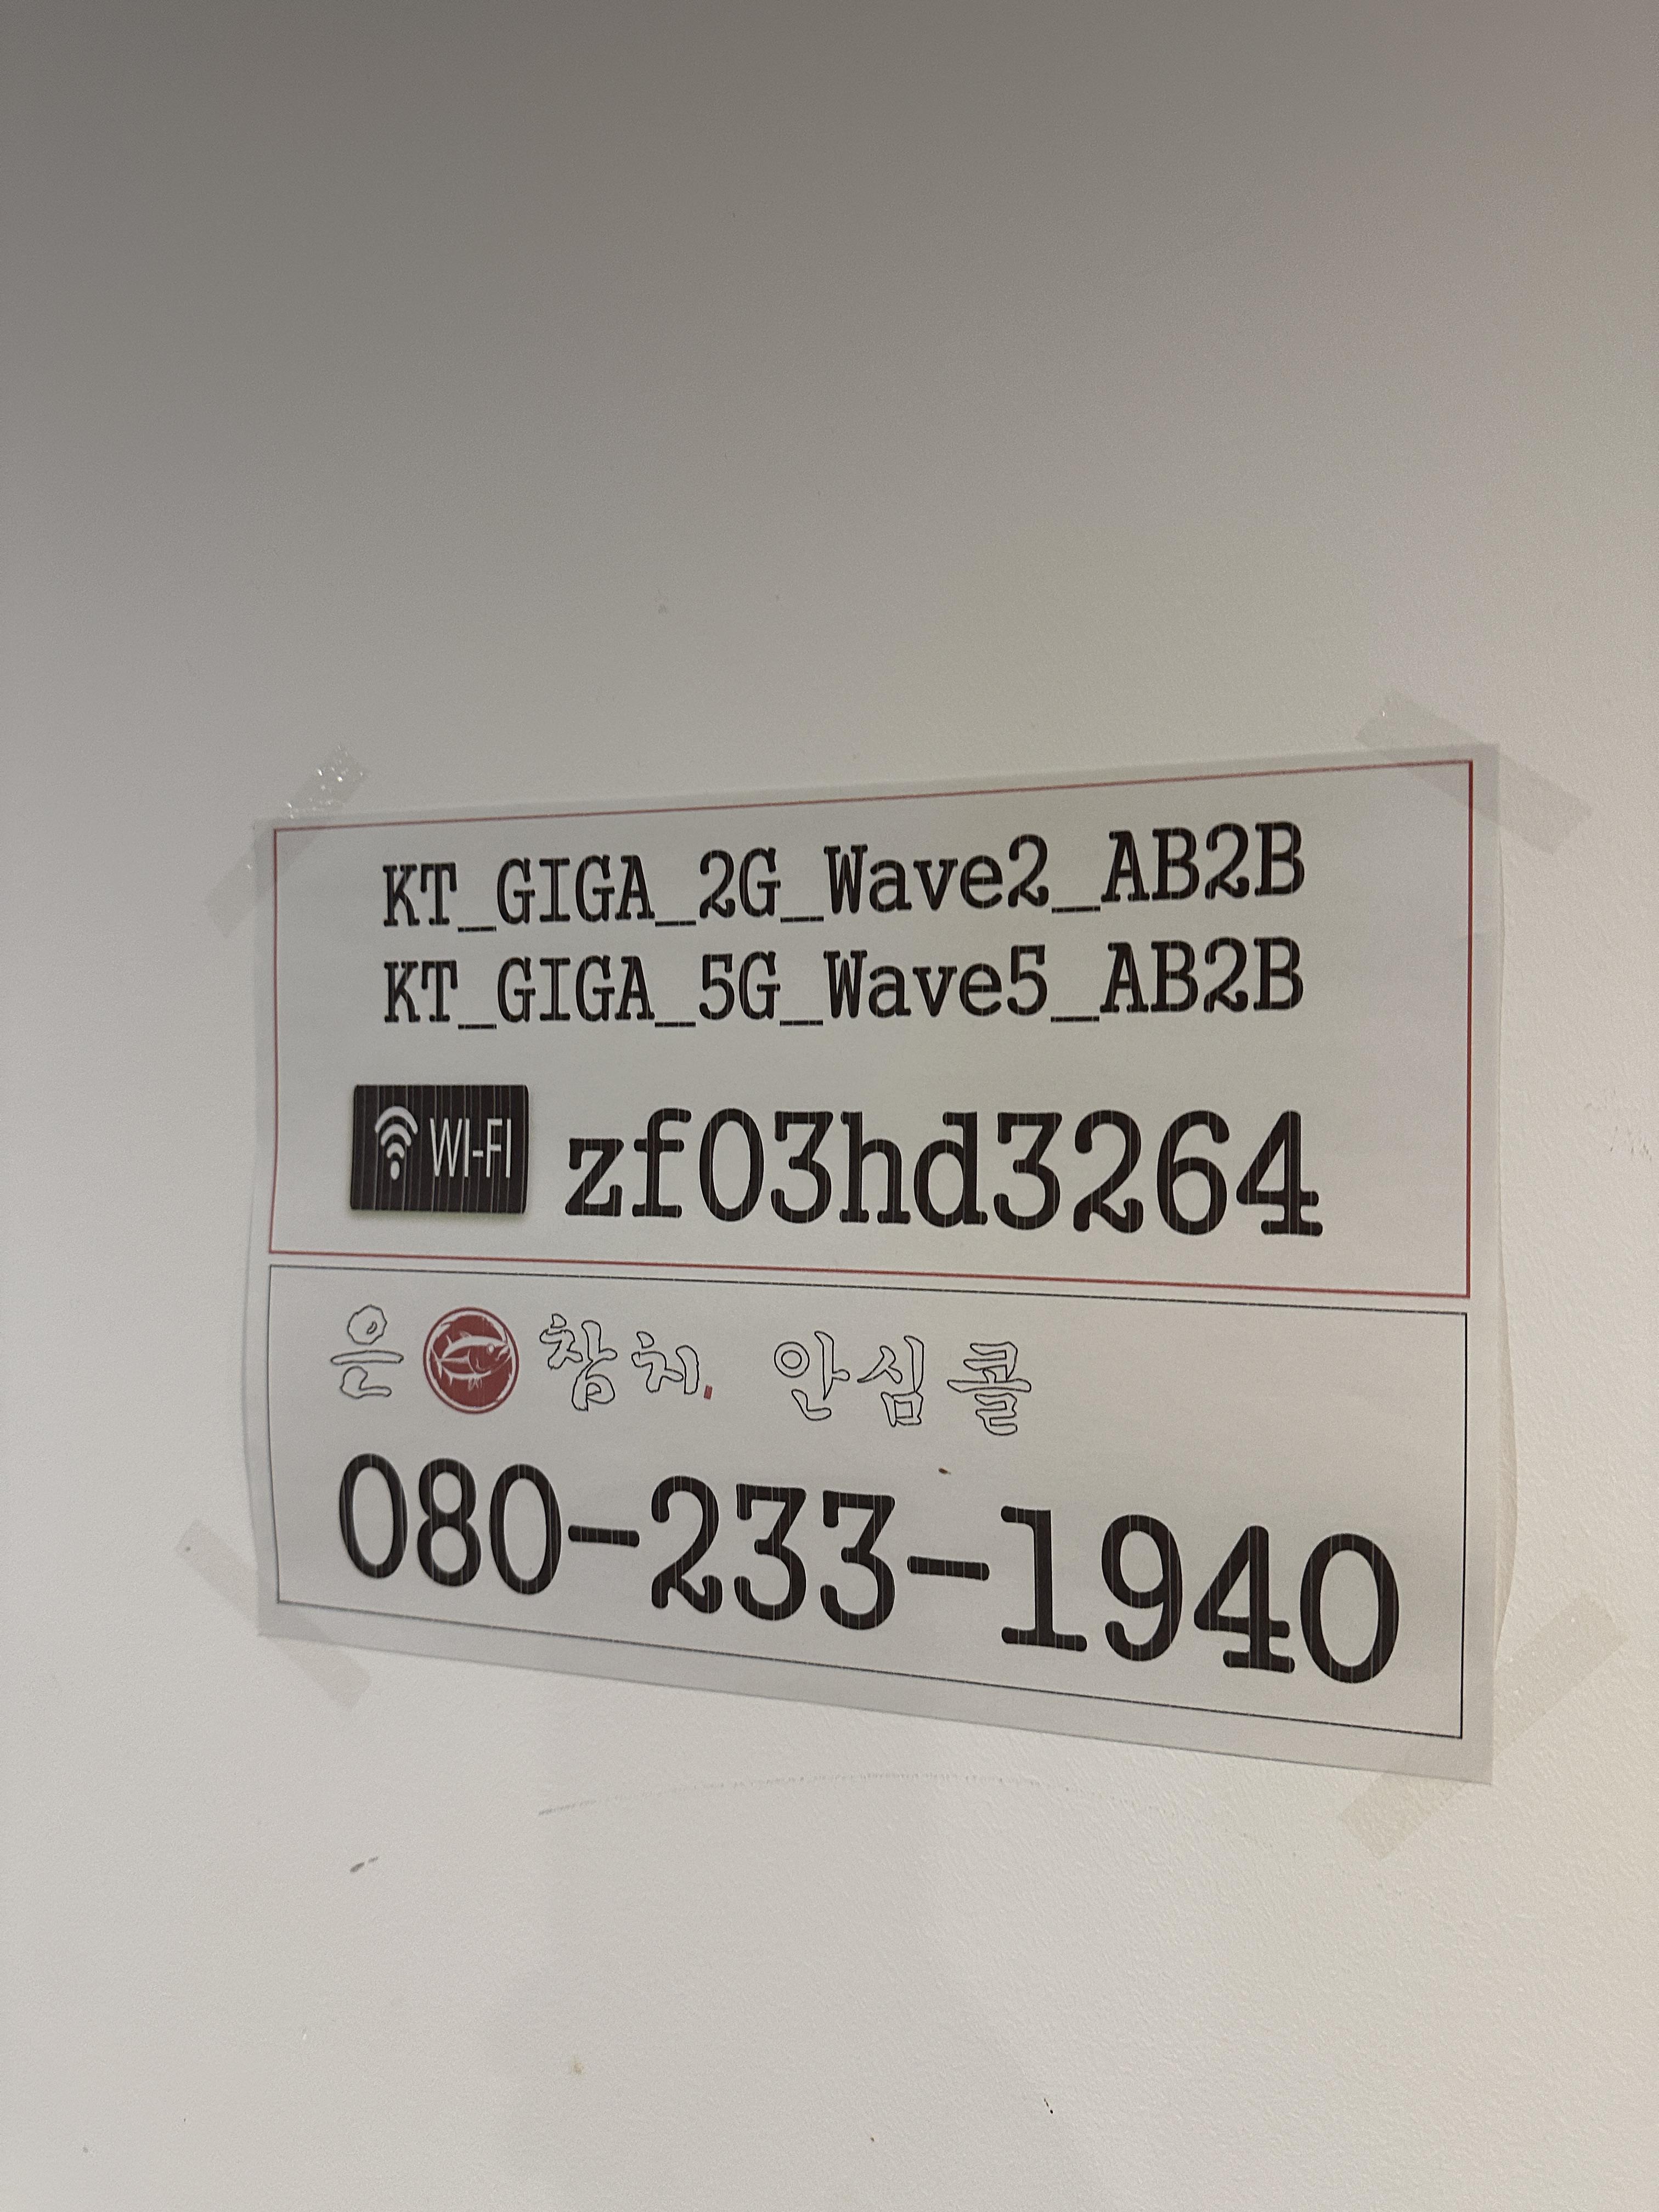 KT_GIGA_2G_Wave2_AB2B
KT_GIGA_5G_Wave5_AB2B
WI-FI zf03hd3264
은 참치. 안심콜
080-233-1940